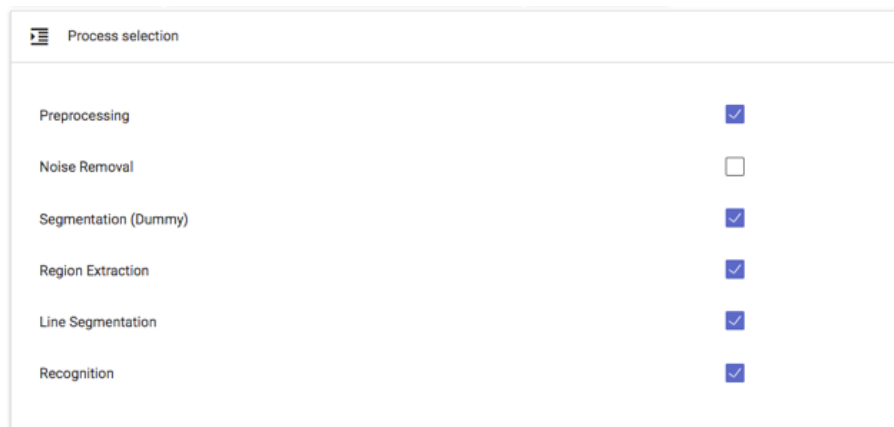 Process selection
Preprocessing
Noise Removal
Segmentation (Dummy)
Region Extraction
Line Segmentation
Recognition